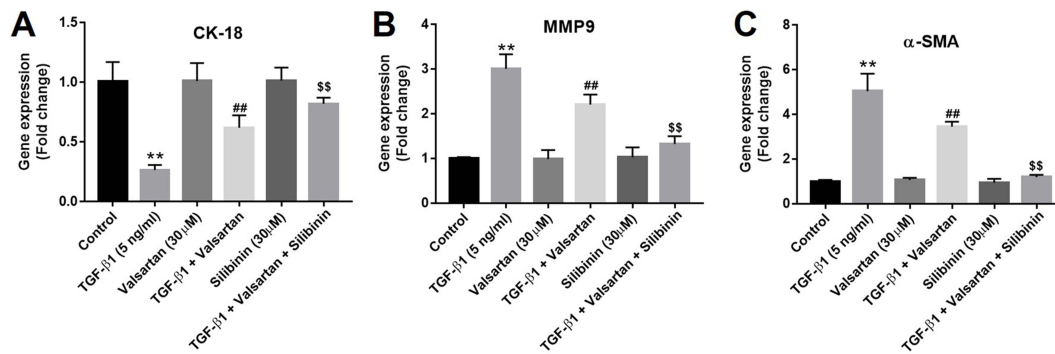 A
CK-18
Gene expression
(Fold change)
1.5
1.0
0.5
0.0
**
##
$$
Control
TGF-β1 (5 ng/ml)
Valsartan (30μM)
TGF-β1 + Valsartan
Silibinin (30μM)
TGF-β1 + Valsartan + Silibinin
B
MMP9
Gene expression
(Fold change)
4
3
2
1
0
**
##
$$
Control
TGF-β1 (5 ng/ml)
Valsartan (30μM)
TGF-β1 + Valsartan
Silibinin (30μM)
TGF-β1 + Valsartan + Silibinin
C
α-SMA
Gene expression
(Fold change)
8
6
4
2
0
**
##
$$
Control
TGF-β1 (5 ng/ml)
Valsartan (30μM)
TGF-β1 + Valsartan
Silibinin (30μM)
TGF-β1 + Valsartan + Silibinin